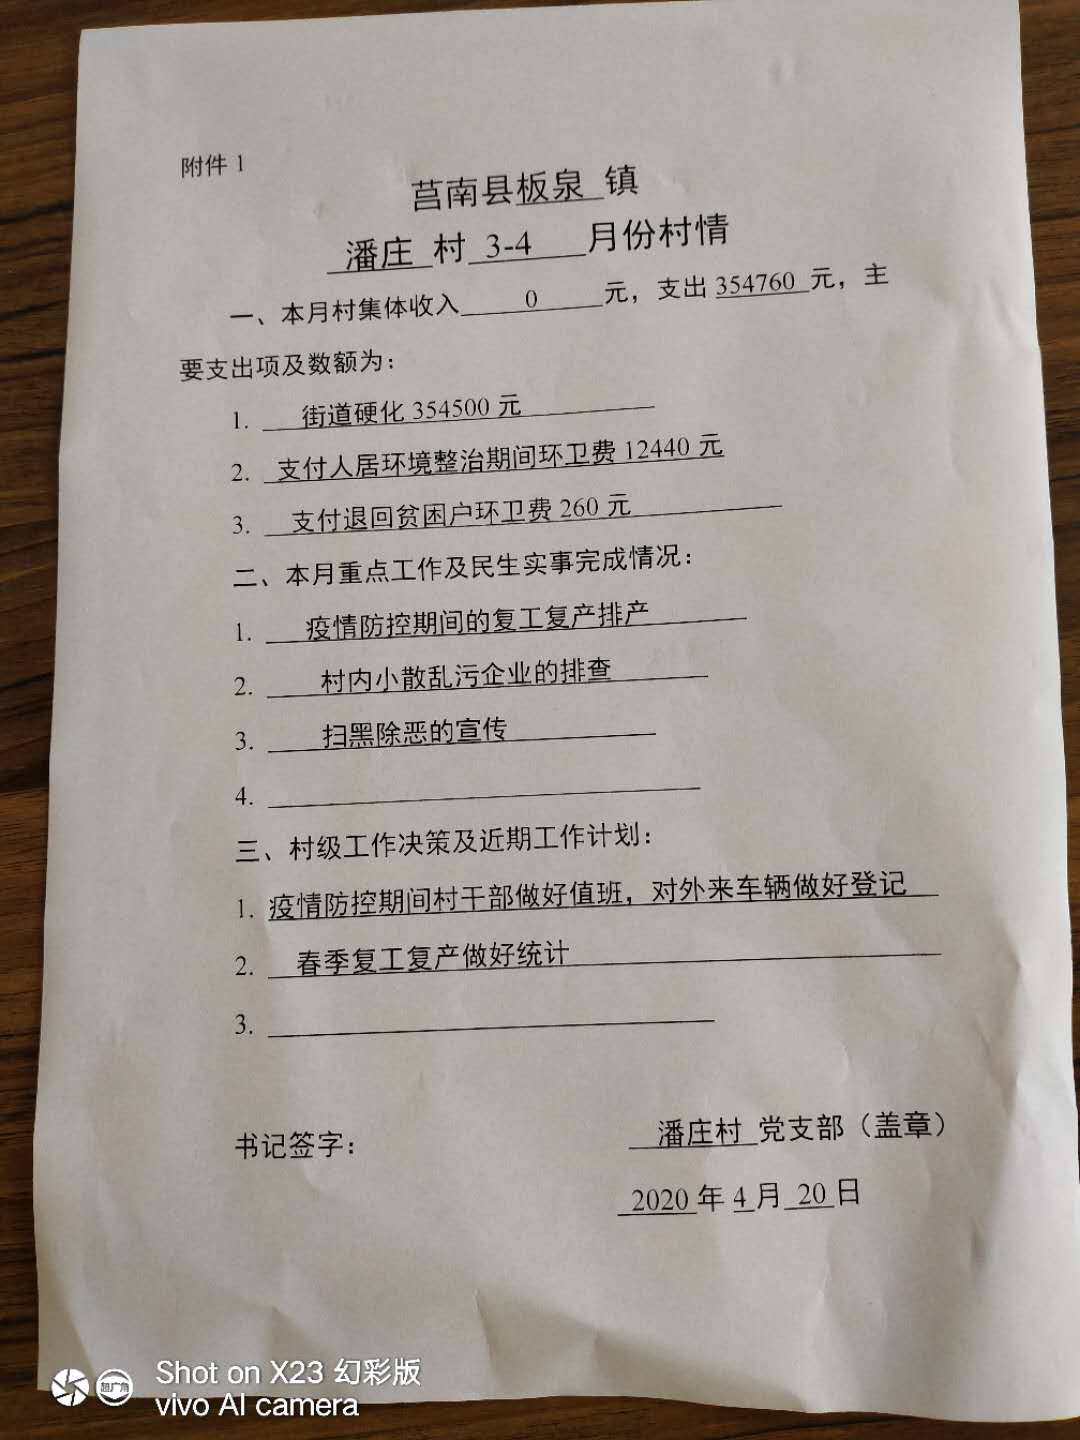 附件 1
莒南县板泉 镇
潘庄 村 3-4 月份村情
一、本月村集体收入 0 元，支出 354760 元，主
要支出项及数额为：
1. 街道硬化 354500 元
2. 支付人居环境整治期间环卫费 12440 元
3. 支付退回贫困户环卫费 260 元
二、本月重点工作及民生实事完成情况：
1. 疫情防控期间的复工复产排产
2. 村内小散乱污企业的排查
3. 扫黑除恶的宣传
4.
三、村级工作决策及近期工作计划：
1. 疫情防控期间村干部做好值班，对外来车辆做好登记
2. 春季复工复产做好统计
3.
书记签字： 潘庄村 党支部（盖章）
2020 年 4 月 20 日
超广角
Shot on X23 幻彩版
vivo AI camera